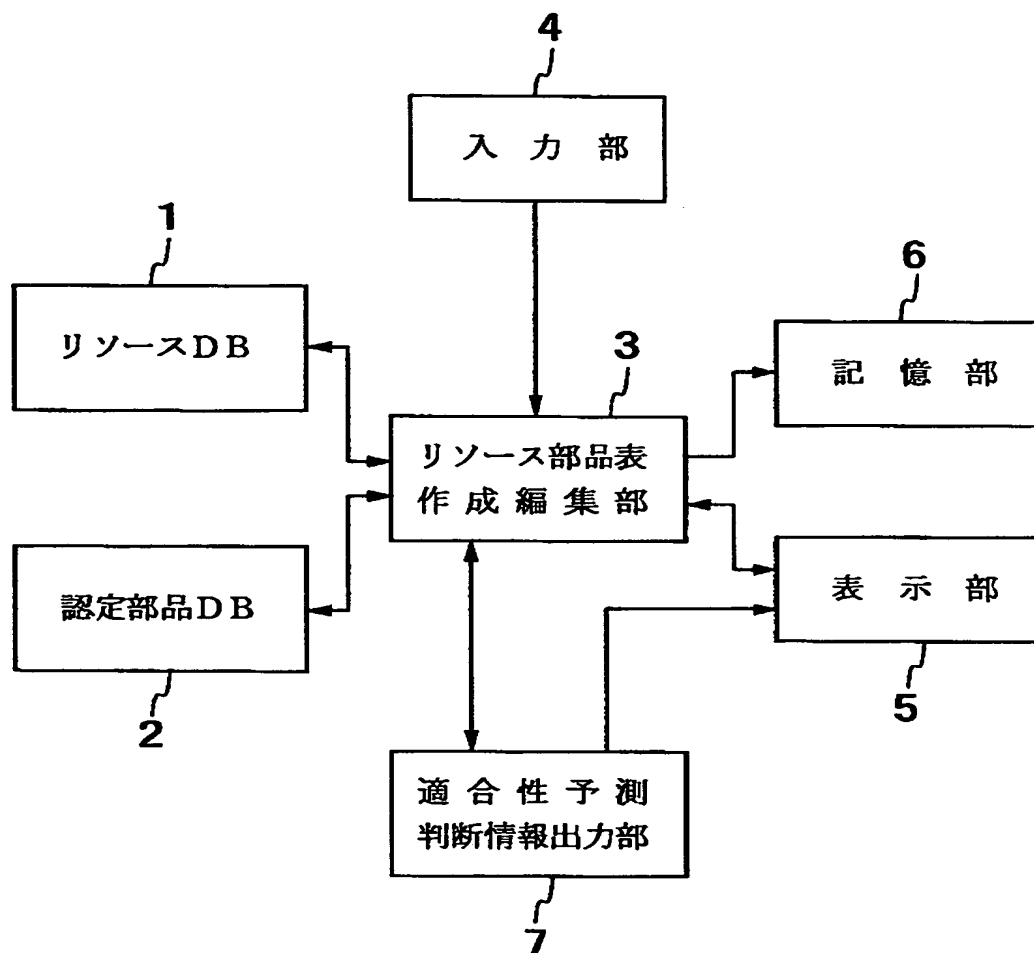 4
入力部
1
リソースDB
6
記憶部
3
リソース部品表
作成編集部
認定部品DB
2
表示部
5
適合性予測
判断情報出力部
7